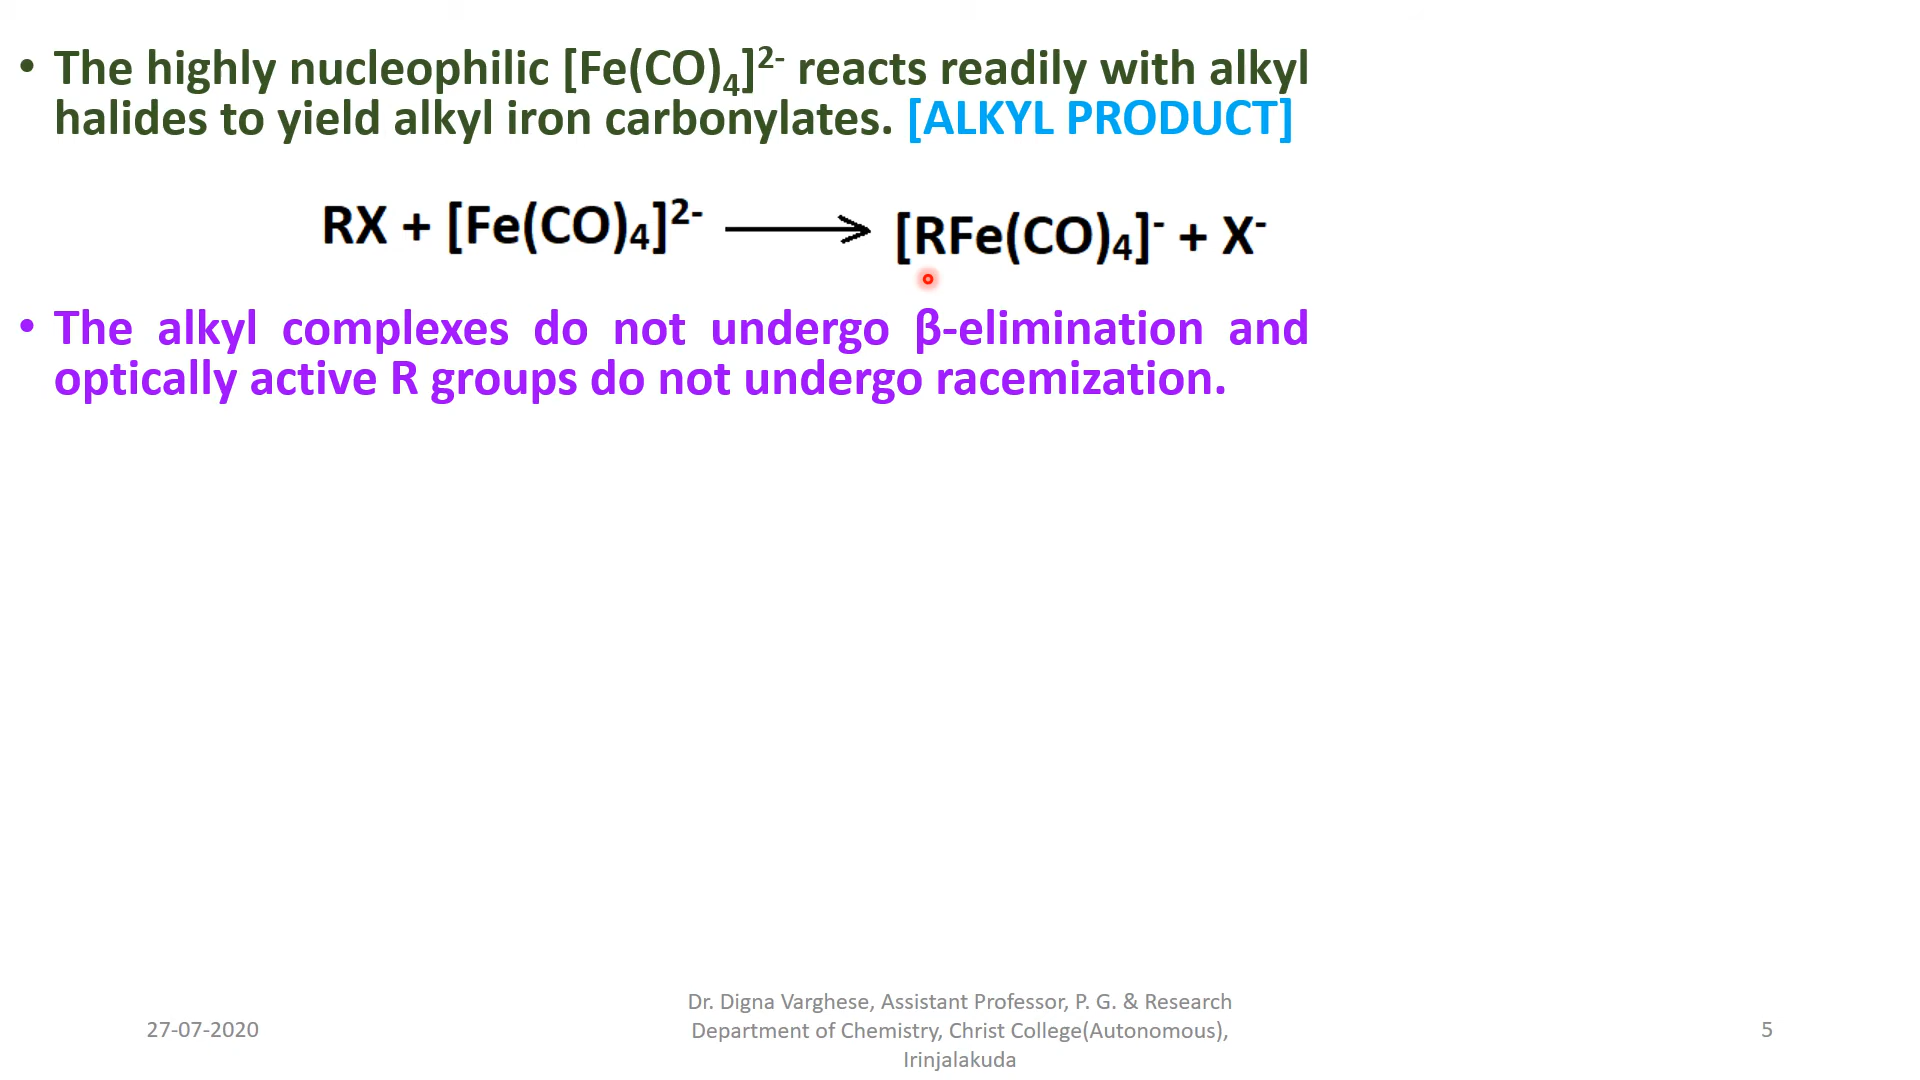 • The highly nucleophilic [Fe(CO)₄]²⁻ reacts readily with alkyl
halides to yield alkyl iron carbonylates. [ALKYL PRODUCT]
RX + [Fe(CO)₄]²⁻ ⟶ [RFe(CO)₄]⁻ + X⁻
• The alkyl complexes do not undergo β-elimination and
optically active R groups do not undergo racemization.
27-07-2020
Dr. Digna Varghese, Assistant Professor, P. G. & Research
Department of Chemistry, Christ College(Autonomous),
Irinjalakuda
5